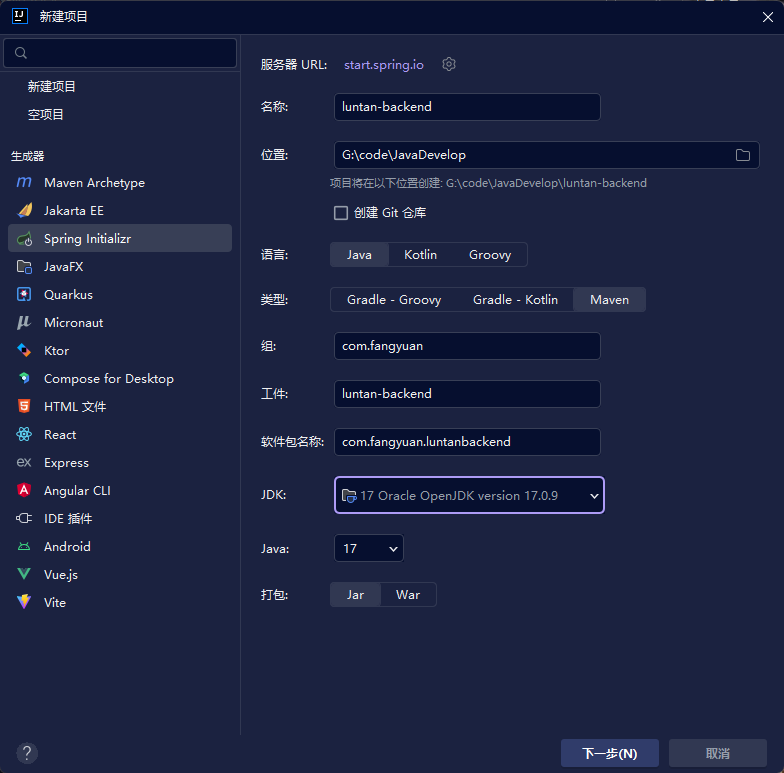 新建项目
新建项目
空项目
生成器
Maven Archetype
Jakarta EE
Spring Initializr
JavaFX
Quarkus
Micronaut
Ktor
Compose for Desktop
HTML 文件
React
Express
Angular CLI
IDE 插件
Android
Vue.js
Vite
服务器 URL: start.spring.io
名称: luntan-backend
位置: G:\code\JavaDevelop
项目将在以下位置创建: G:\code\JavaDevelop\luntan-backend
创建 Git 仓库
语言: Java Kotlin Groovy
类型: Gradle - Groovy Gradle - Kotlin Maven
组: com.fangyuan
工件: luntan-backend
软件包名称: com.fangyuan.luntanbackend
JDK: 17 Oracle OpenJDK version 17.0.9
Java: 17
打包: Jar War
? 下一步(N) 取消